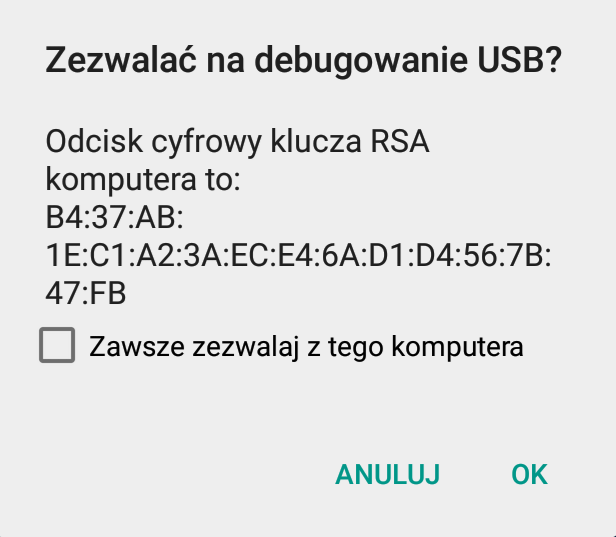 Zezwalać na debugowanie USB?
Odcisk cyfrowy klucza RSA
komputera to:
B4:37:AB:
1E:C1:A2:3A:EC:E4:6A:D1:D4:56:7B:
47:FB
Zawsze zezwalaj z tego komputera
ANULUJ OK